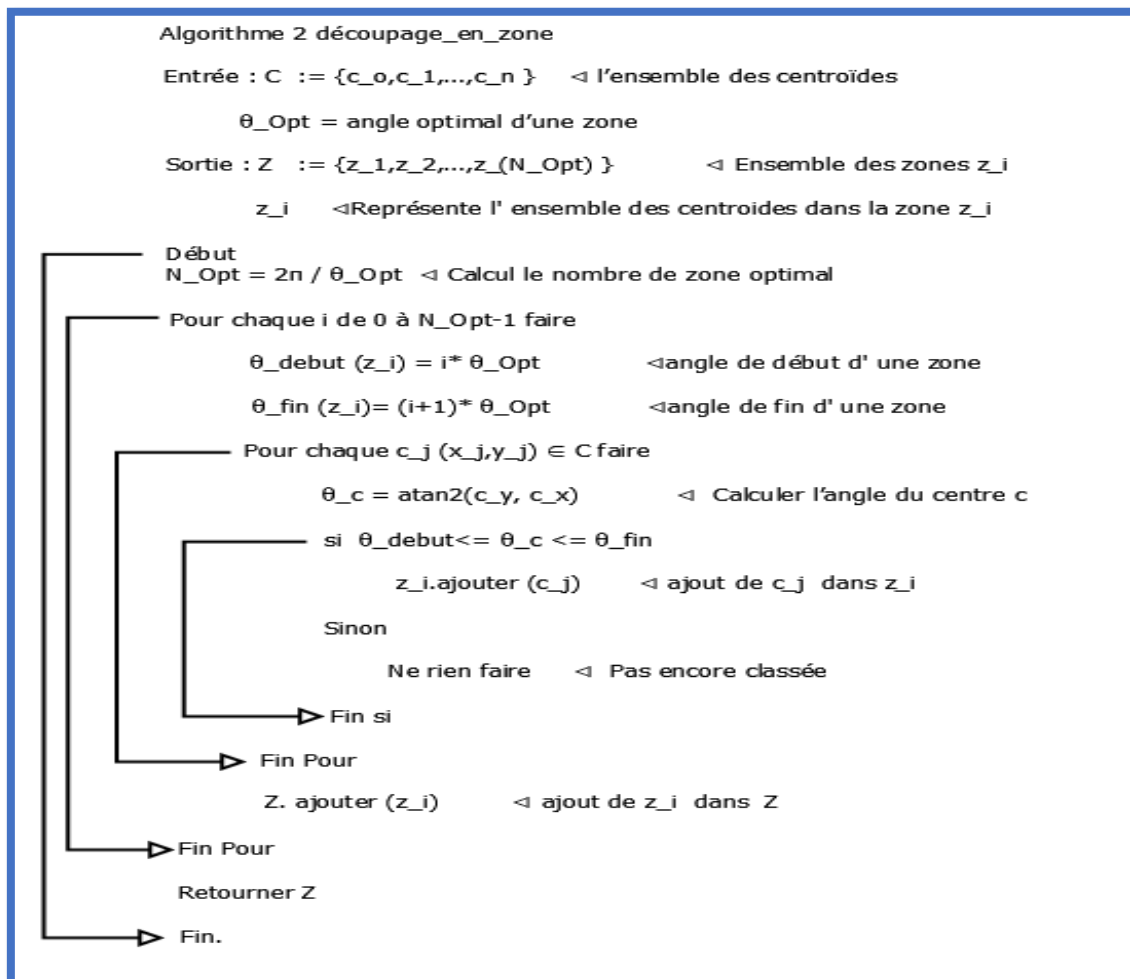 Algorithme 2 découpage_en_zone
Entrée : C := {c_o,c_1,...,c_n } ⊲ l’ensemble des centroïdes
θ_Opt = angle optimal d’une zone
Sortie : Z := {z_1,z_2,...,z_(N_Opt) } ⊲ Ensemble des zones z_i
z_i ⊲Représente l' ensemble des centroides dans la zone z_i
Début
N_Opt = 2π / θ_Opt ⊲ Calcul le nombre de zone optimal
Pour chaque i de 0 à N_Opt-1 faire
θ_debut (z_i) = i* θ_Opt ⊲angle de début d' une zone
θ_fin (z_i)= (i+1)* θ_Opt ⊲angle de fin d' une zone
Pour chaque c_j (x_j,y_j) ∈ C faire
θ_c = atan2(c_y, c_x) ⊲ Calculer l’angle du centre c
si θ_debut<= θ_c <= θ_fin
z_i.ajouter (c_j) ⊲ ajout de c_j dans z_i
Sinon
Ne rien faire ⊲ Pas encore classée
Fin si
Fin Pour
Z. ajouter (z_i) ⊲ ajout de z_i dans Z
Fin Pour
Retourner Z
Fin.